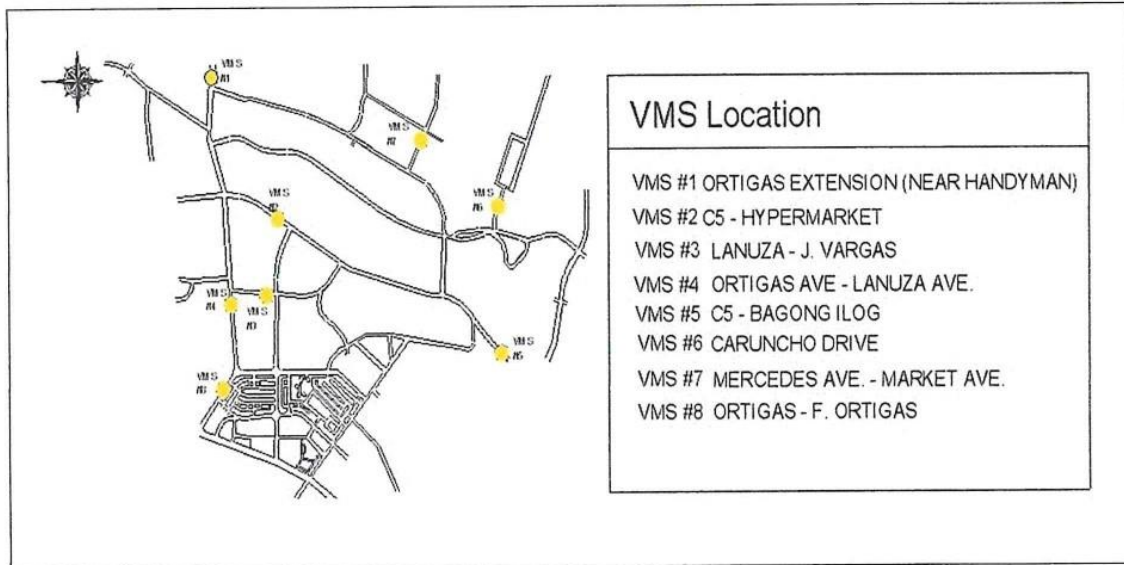 VMS
#1
VMS
#7
VMS
#2
VMS
#6
VMS
#4
VMS
#3
VMS
#5
VMS
#8
VMS Location
VMS #1 ORTIGAS EXTENSION (NEAR HANDYMAN)
VMS #2 C5 - HYPERMARKET
VMS #3 LANUZA - J. VARGAS
VMS #4 ORTIGAS AVE - LANUZA AVE.
VMS #5 C5 - BAGONG ILOG
VMS #6 CARUNCHO DRIVE
VMS #7 MERCEDES AVE. - MARKET AVE.
VMS #8 ORTIGAS - F. ORTIGAS